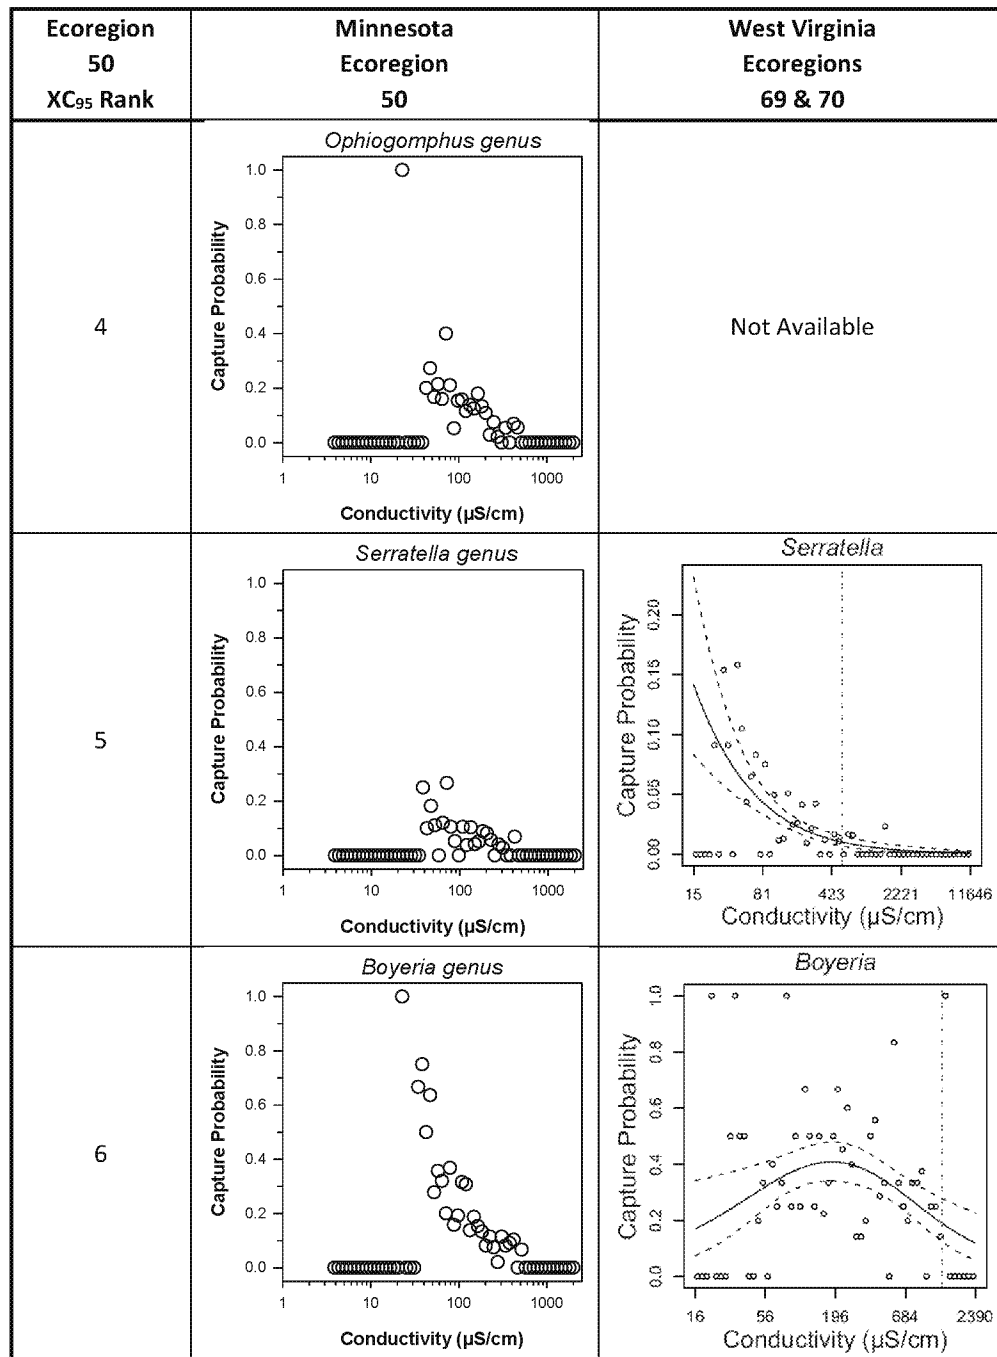 Ecoregion
50
XC₉₅ Rank
Minnesota
Ecoregion
50
West Virginia
Ecoregions
69 & 70
4
Ophiogomphus genus
Capture Probability
1.0
0.8
0.6
0.4
0.2
0.0
1 10 100 1000
Conductivity (µS/cm)
Not Available
5
Serratella genus
Capture Probability
1.0
0.8
0.6
0.4
0.2
0.0
1 10 100 1000
Conductivity (µS/cm)
Serratella
Capture Probability
0.20
0.15
0.10
0.05
0.00
15 81 423 2221 11646
Conductivity (µS/cm)
6
Boyeria genus
Capture Probability
1.0
0.8
0.6
0.4
0.2
0.0
1 10 100 1000
Conductivity (µS/cm)
Boyeria
Capture Probability
1.0
0.8
0.6
0.4
0.2
0.0
16 56 196 684 2390
Conductivity (µS/cm)